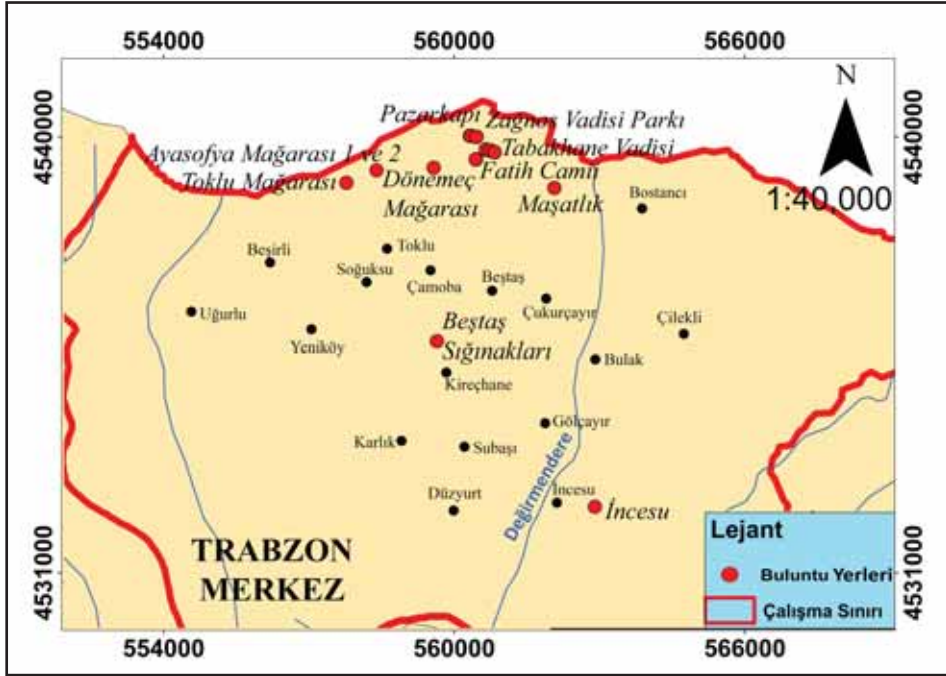 554000
560000
566000
N
4540000
4540000
1:40,000
Pazarkapı
Zağnos Vadisi Parkı
Ayasofya Mağarası 1 ve 2
Tabakhane Vadisi
Toklu Mağarası
Dönemeç
Mağarası
Fatih Camii
Maşatlık
Bostancı
Beşirli
Toklu
Soğuksu
Çamoba
Beştaş
Çukurçayır
Uğurlu
Yeniköy
Beştaş
Sığınakları
Çilekli
Bulak
Kireçhane
Gölçayır
Karlık
Subaşı
Değirmendere
Düzyurt
İncesu
İncesu
TRABZON
MERKEZ
Lejant
Buluntu Yerleri
Çalışma Sınırı
4531000
4531000
554000
560000
566000